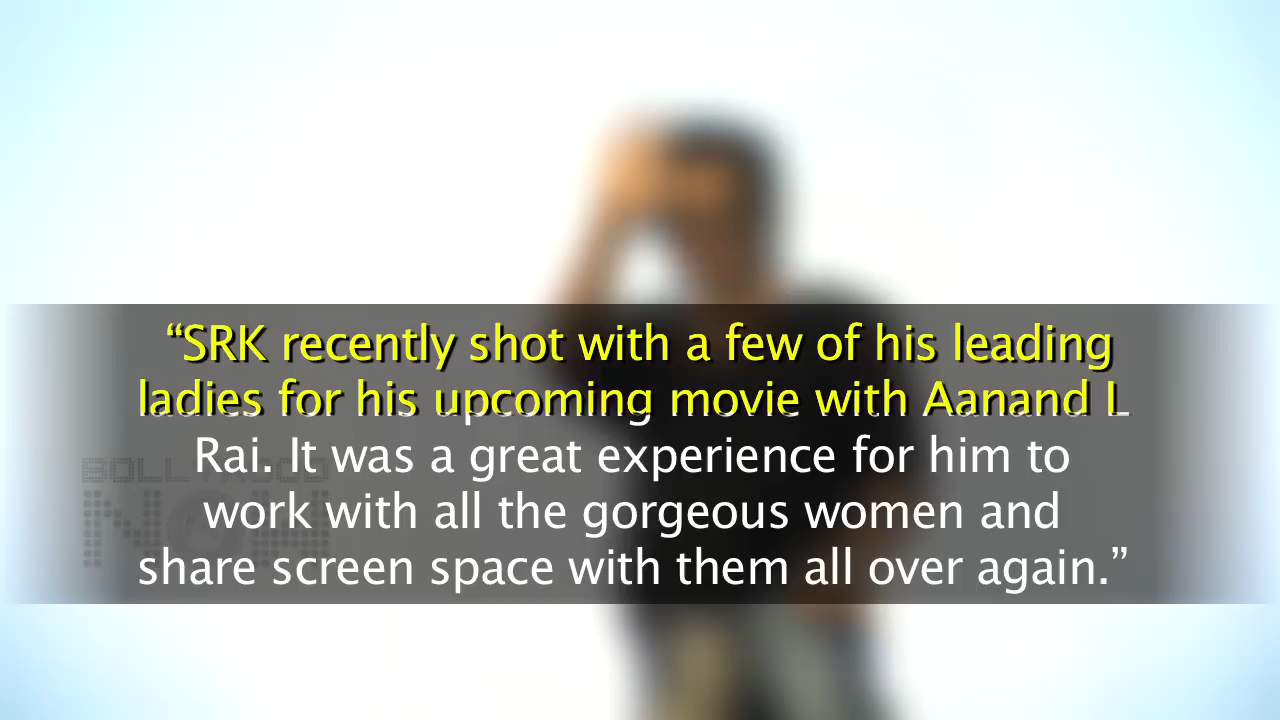 “SRK recently shot with a few of his leading
ladies for his upcoming movie with Aanand L
Rai. It was a great experience for him to
work with all the gorgeous women and
share screen space with them all over again.”
BOLLYWOOD
NOW